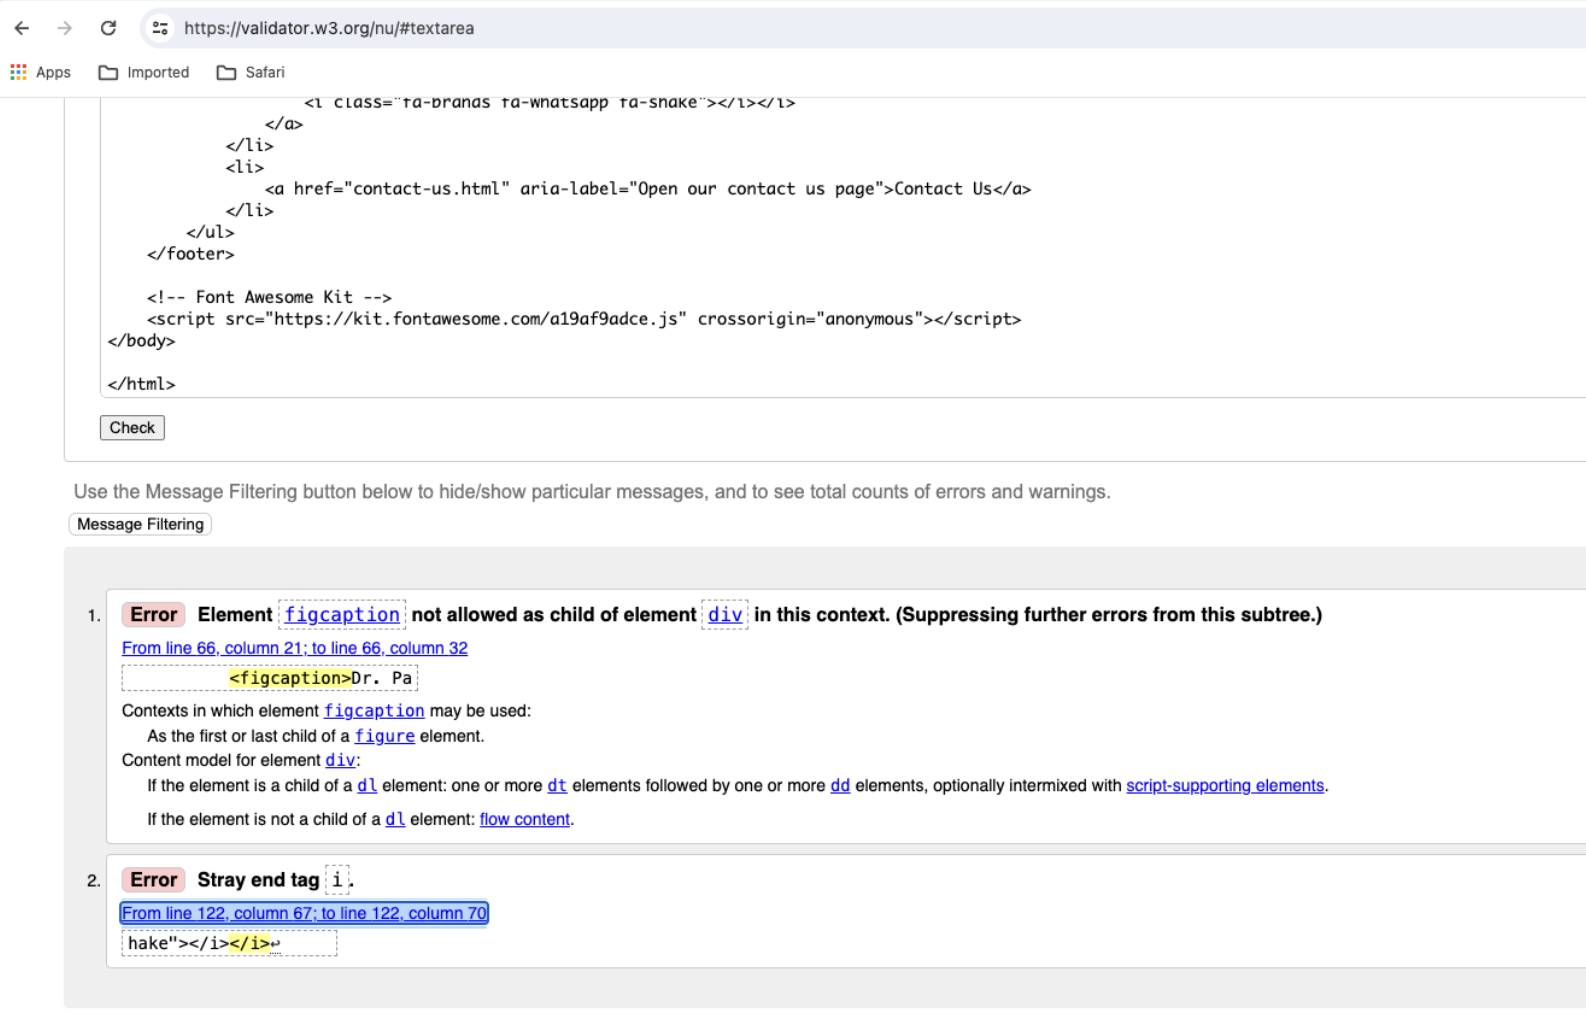 https://validator.w3.org/nu/#textarea
Apps Imported Safari
<i class="fa-brands fa-whatsapp fa-shake"></i></i>
</a>
</li>
<li>
<a href="contact-us.html" aria-label="Open our contact us page">Contact Us</a>
</li>
</ul>
</footer>
<!-- Font Awesome Kit -->
<script src="https://kit.fontawesome.com/a19af9adce.js" crossorigin="anonymous"></script>
</body>
</html>
Check
Use the Message Filtering button below to hide/show particular messages, and to see total counts of errors and warnings.
Message Filtering
1. Error Element figcaption not allowed as child of element div in this context. (Suppressing further errors from this subtree.)
From line 66, column 21; to line 66, column 32
<figcaption>Dr. Pa
Contexts in which element figcaption may be used:
As the first or last child of a figure element.
Content model for element div:
If the element is a child of a dl element: one or more dt elements followed by one or more dd elements, optionally intermixed with script-supporting elements.
If the element is not a child of a dl element: flow content.
2. Error Stray end tag i.
From line 122, column 67; to line 122, column 70
hake"></i></i>↩